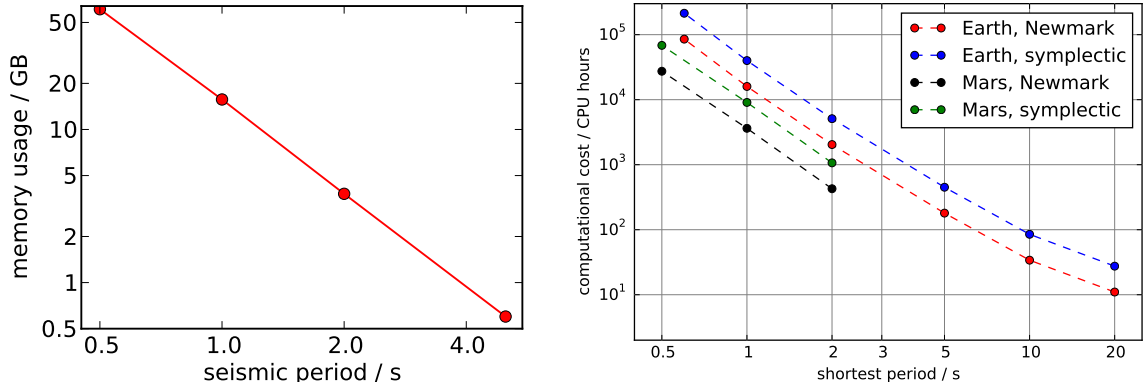 memory usage / GB
50
20
10
5
2
1
0.5
0.5 1.0 2.0 4.0
seismic period / s
computational cost / CPU hours
10^5
10^4
10^3
10^2
10^1
0.5 1 2 3 5 10 20
shortest period / s
Earth, Newmark
Earth, symplectic
Mars, Newmark
Mars, symplectic